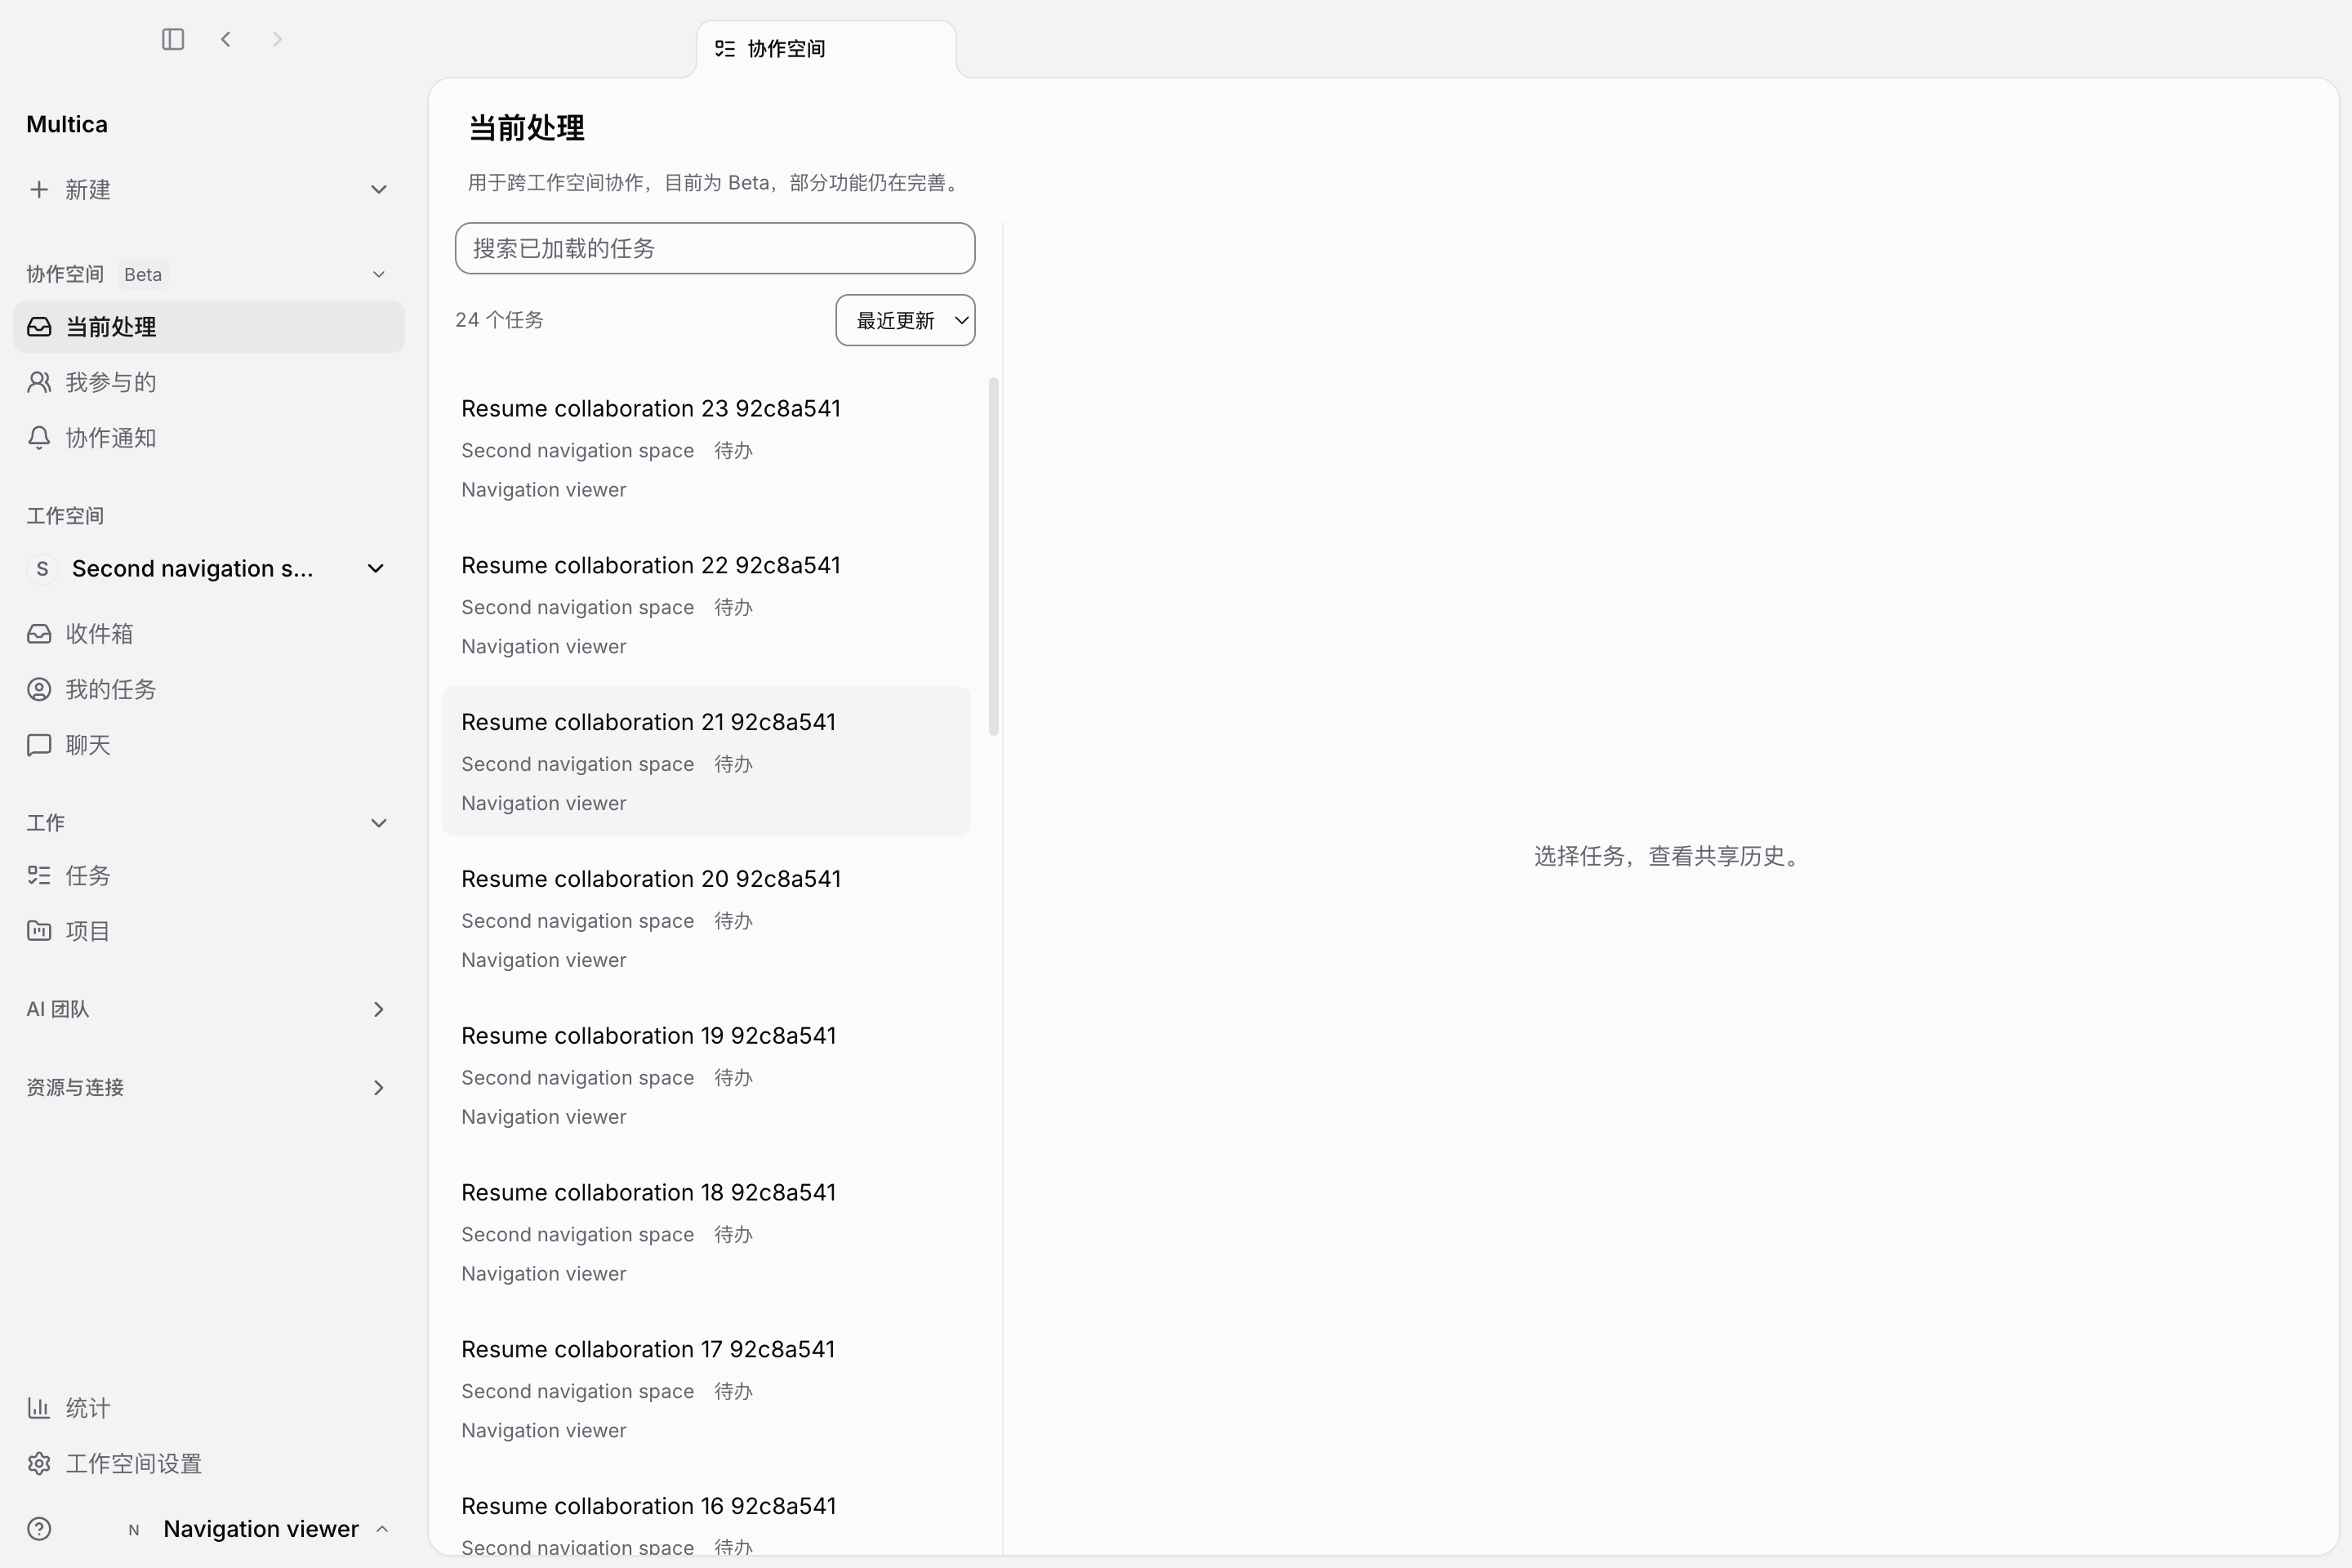 协作空间
Multica
新建
协作空间 Beta
当前处理
我参与的
协作通知
工作空间
S Second navigation s...
收件箱
我的任务
聊天
工作
任务
项目
AI 团队
资源与连接
统计
工作空间设置
N Navigation viewer
当前处理
用于跨工作空间协作，目前为 Beta，部分功能仍在完善。
搜索已加载的任务
24 个任务 最近更新
Resume collaboration 23 92c8a541
Second navigation space 待办
Navigation viewer
Resume collaboration 22 92c8a541
Second navigation space 待办
Navigation viewer
Resume collaboration 21 92c8a541
Second navigation space 待办
Navigation viewer
Resume collaboration 20 92c8a541
Second navigation space 待办
Navigation viewer
Resume collaboration 19 92c8a541
Second navigation space 待办
Navigation viewer
Resume collaboration 18 92c8a541
Second navigation space 待办
Navigation viewer
Resume collaboration 17 92c8a541
Second navigation space 待办
Navigation viewer
Resume collaboration 16 92c8a541
Second navigation space 待办
选择任务，查看共享历史。